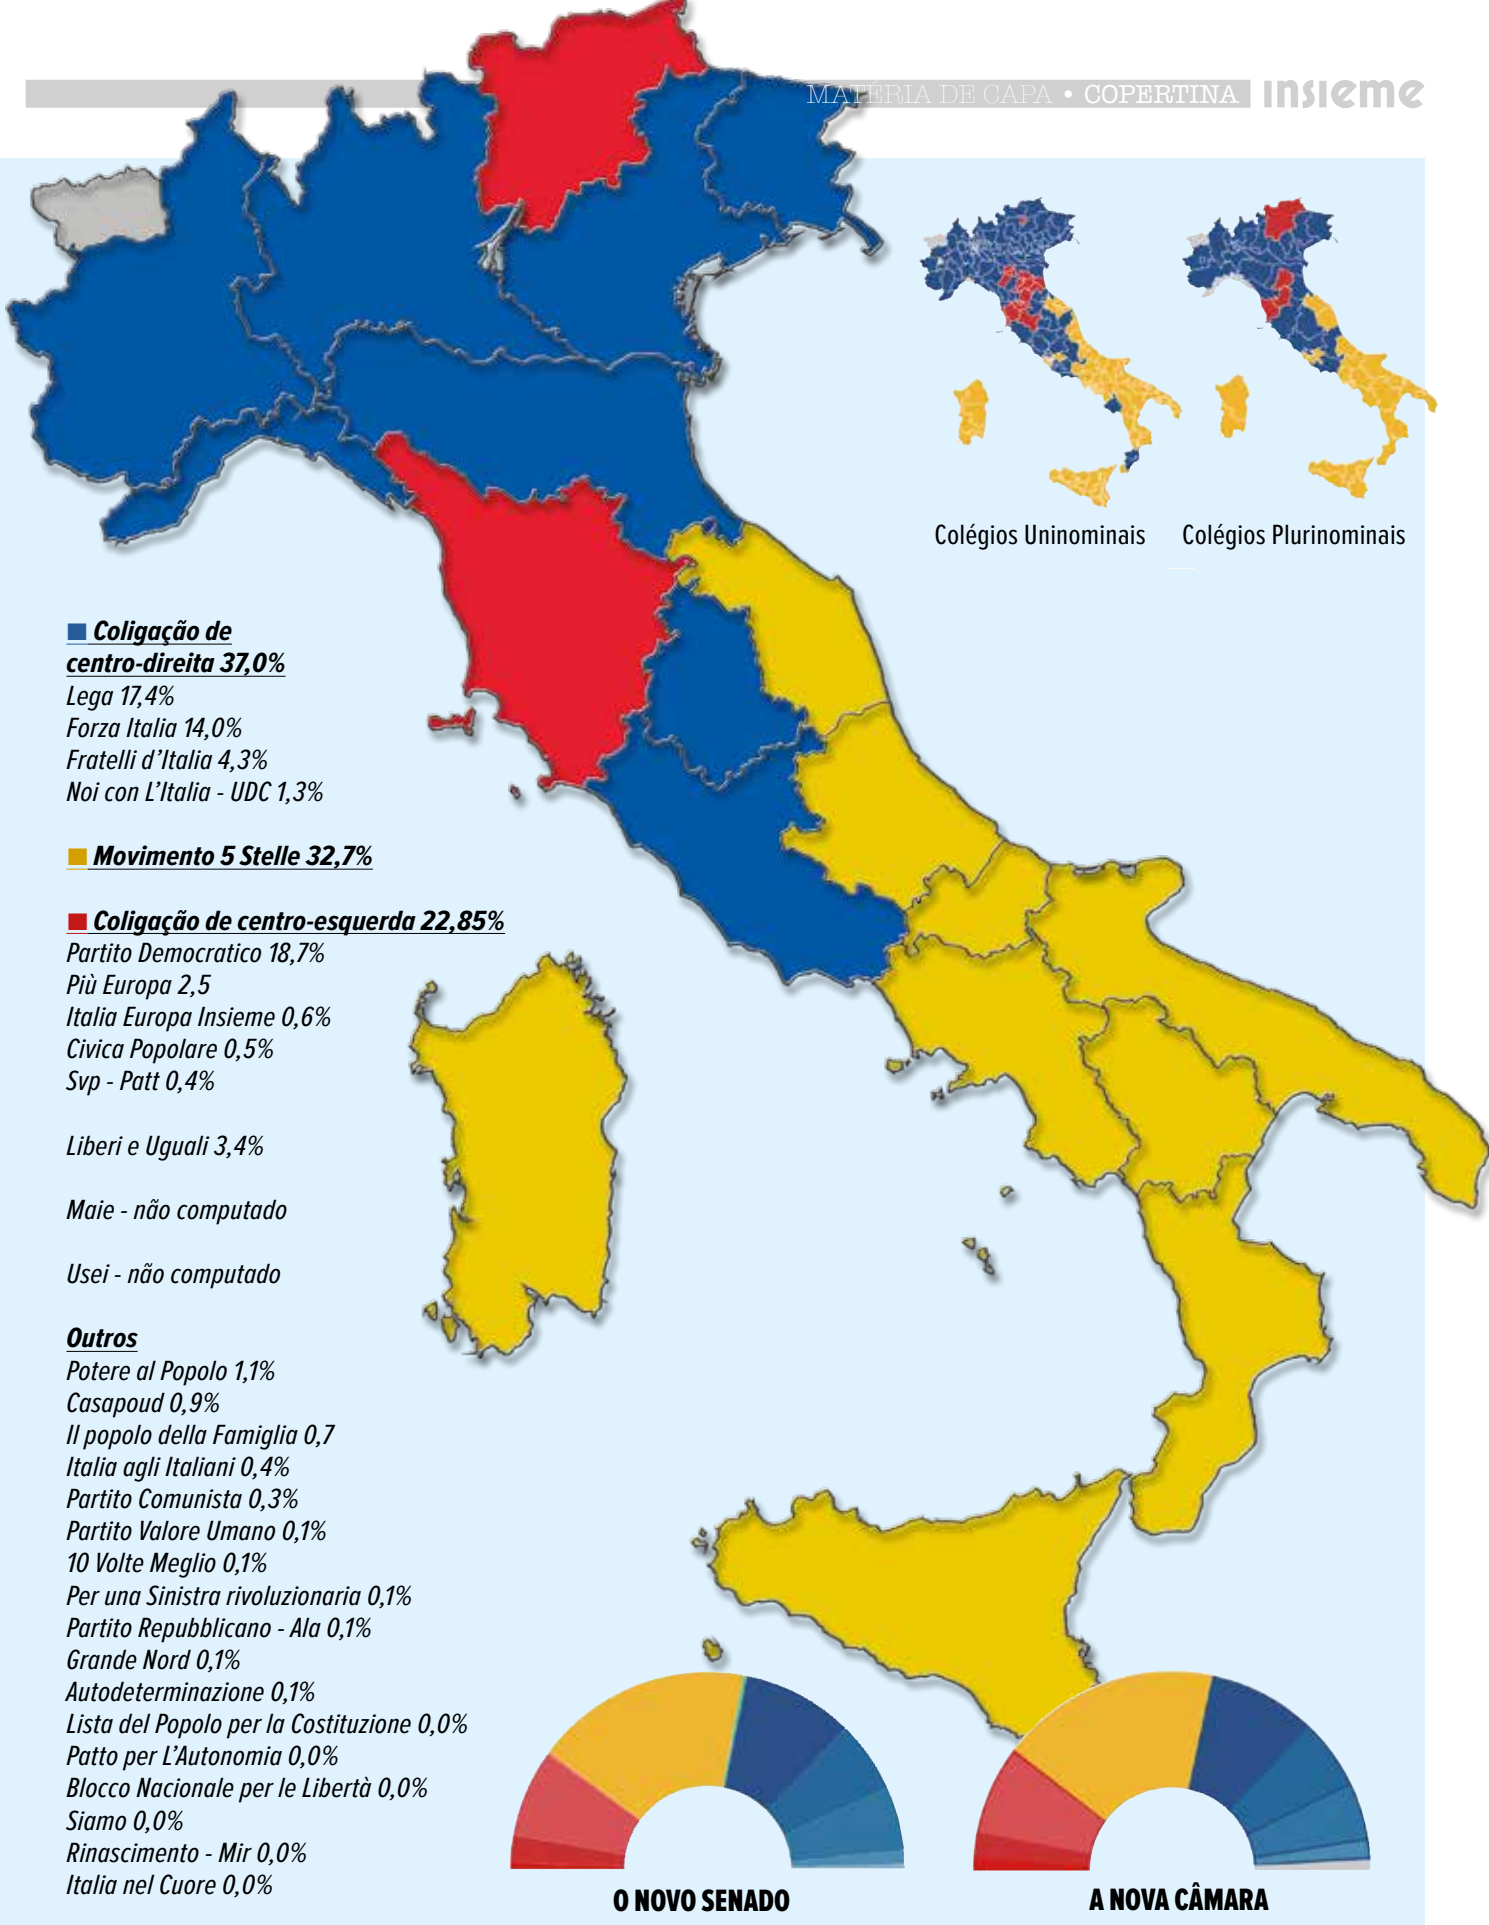 MATÉRIA DE CAPA • COPERTINA insieme
Colégios Uninominais
Colégios Plurinominais
Coligação de
centro-direita 37,0%
Lega 17,4%
Forza Italia 14,0%
Fratelli d'Italia 4,3%
Noi con L'Italia - UDC 1,3%
Movimento 5 Stelle 32,7%
Coligação de centro-esquerda 22,85%
Partito Democratico 18,7%
Più Europa 2,5
Italia Europa Insieme 0,6%
Civica Popolare 0,5%
Svp - Patt 0,4%
Liberi e Uguali 3,4%
Maie - não computado
Usei - não computado
Outros
Potere al Popolo 1,1%
Casapoud 0,9%
Il popolo della Famiglia 0,7
Italia agli Italiani 0,4%
Partito Comunista 0,3%
Partito Valore Umano 0,1%
10 Volte Meglio 0,1%
Per una Sinistra rivoluzionaria 0,1%
Partito Repubblicano - Ala 0,1%
Grande Nord 0,1%
Autodeterminazione 0,1%
Lista del Popolo per la Costituzione 0,0%
Patto per L'Autonomia 0,0%
Blocco Nacionale per le Libertà 0,0%
Siamo 0,0%
Rinascimento - Mir 0,0%
Italia nel Cuore 0,0%
O NOVO SENADO
A NOVA CÂMARA